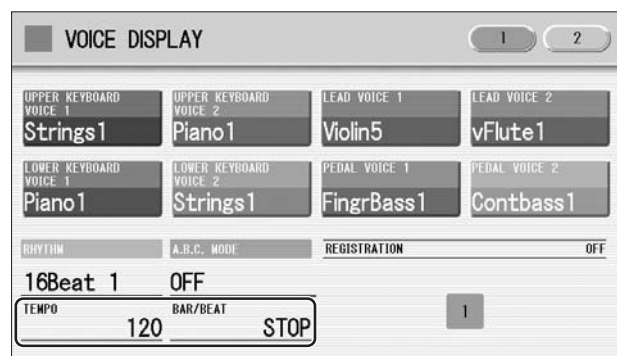 VOICE DISPLAY
1
2
UPPER KEYBOARD
VOICE 1
Strings1
UPPER KEYBOARD
VOICE 2
Piano1
LEAD VOICE 1
Violin5
LEAD VOICE 2
vFlute1
LOWER KEYBOARD
VOICE 1
Piano1
LOWER KEYBOARD
VOICE 2
Strings1
PEDAL VOICE 1
FingrBass1
PEDAL VOICE 2
Contbass1
RHYTHM
16Beat 1
A.B.C. MODE
OFF
REGISTRATION OFF
TEMPO
120
BAR/BEAT
STOP
1